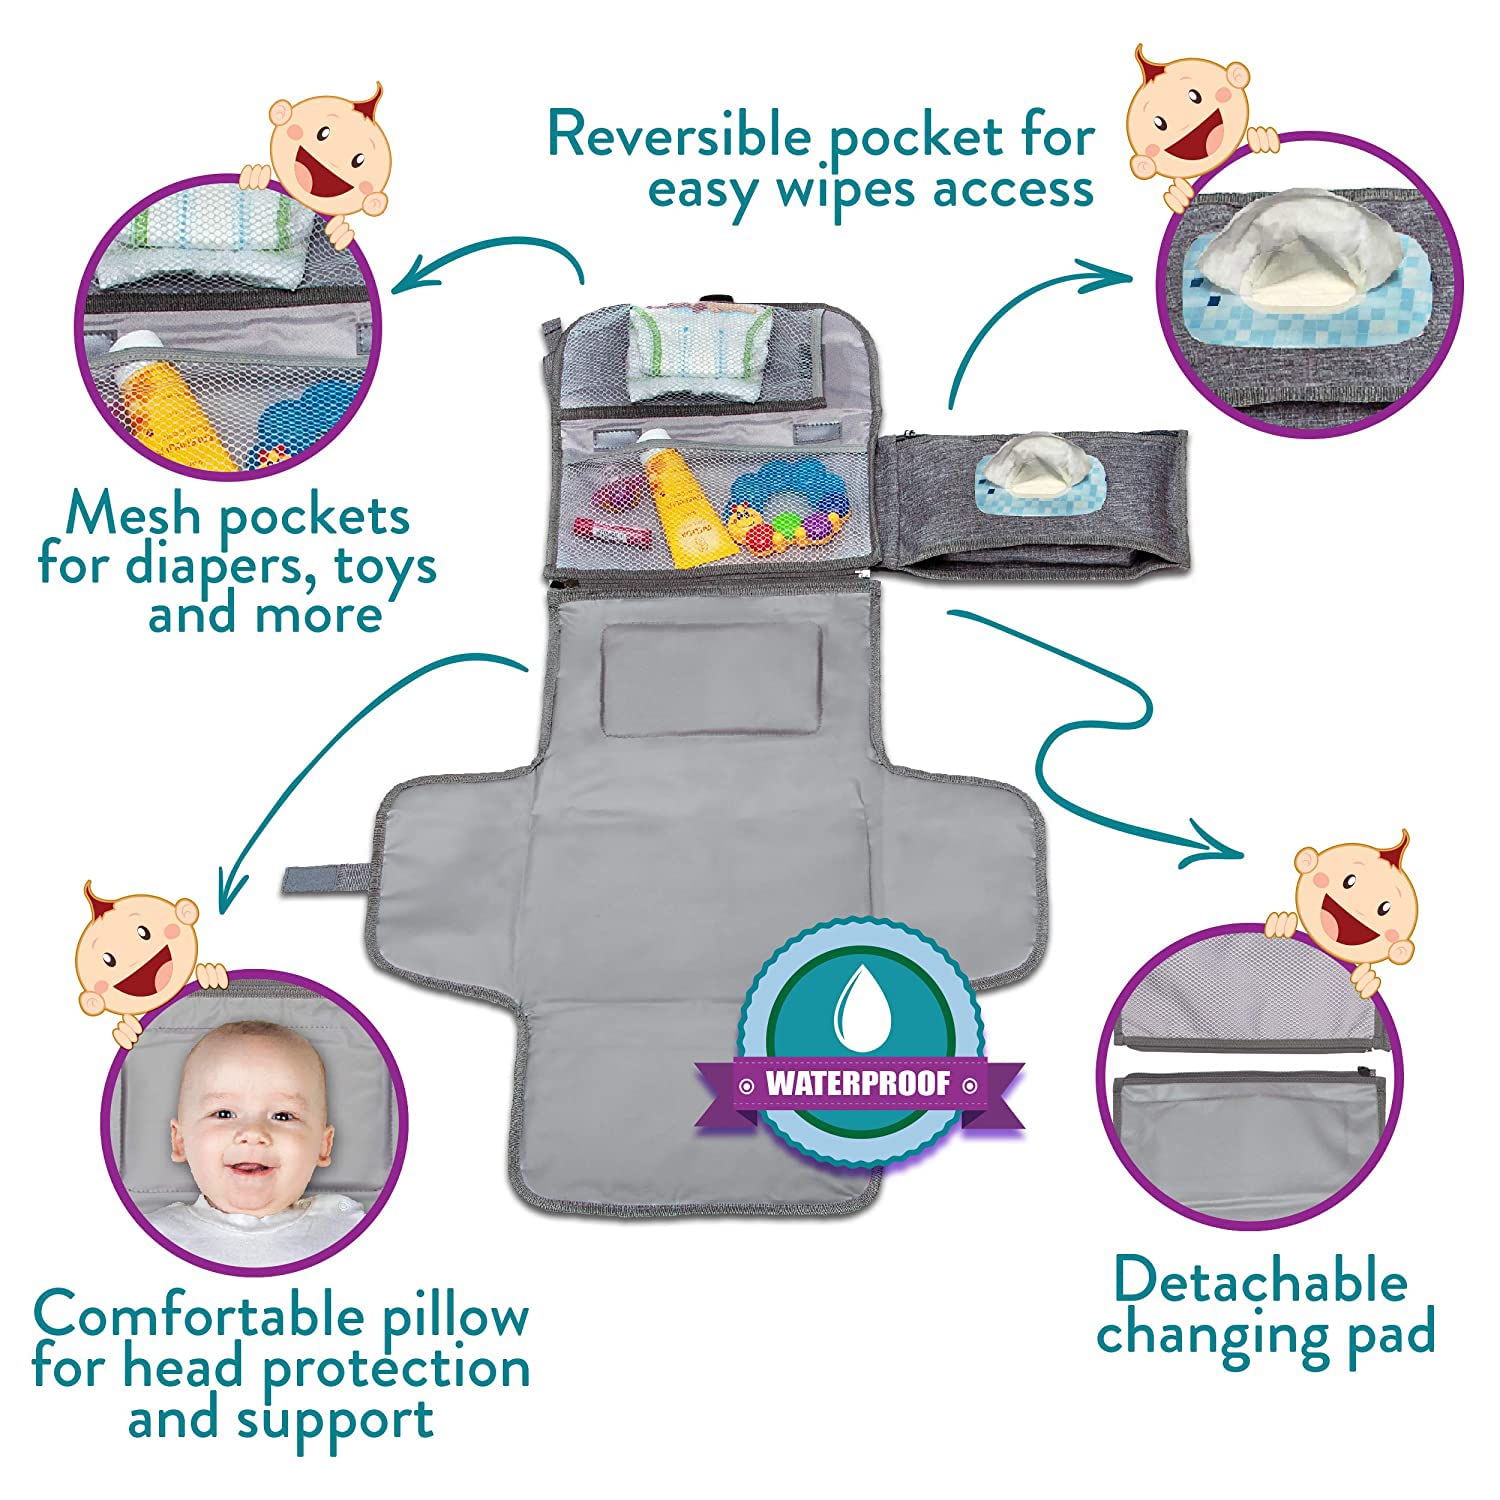 Reversible pocket for
easy wipes access
Mesh pockets
for diapers, toys
and more
WATERPROOF
Comfortable pillow
for head protection
and support
Detachable
changing pad